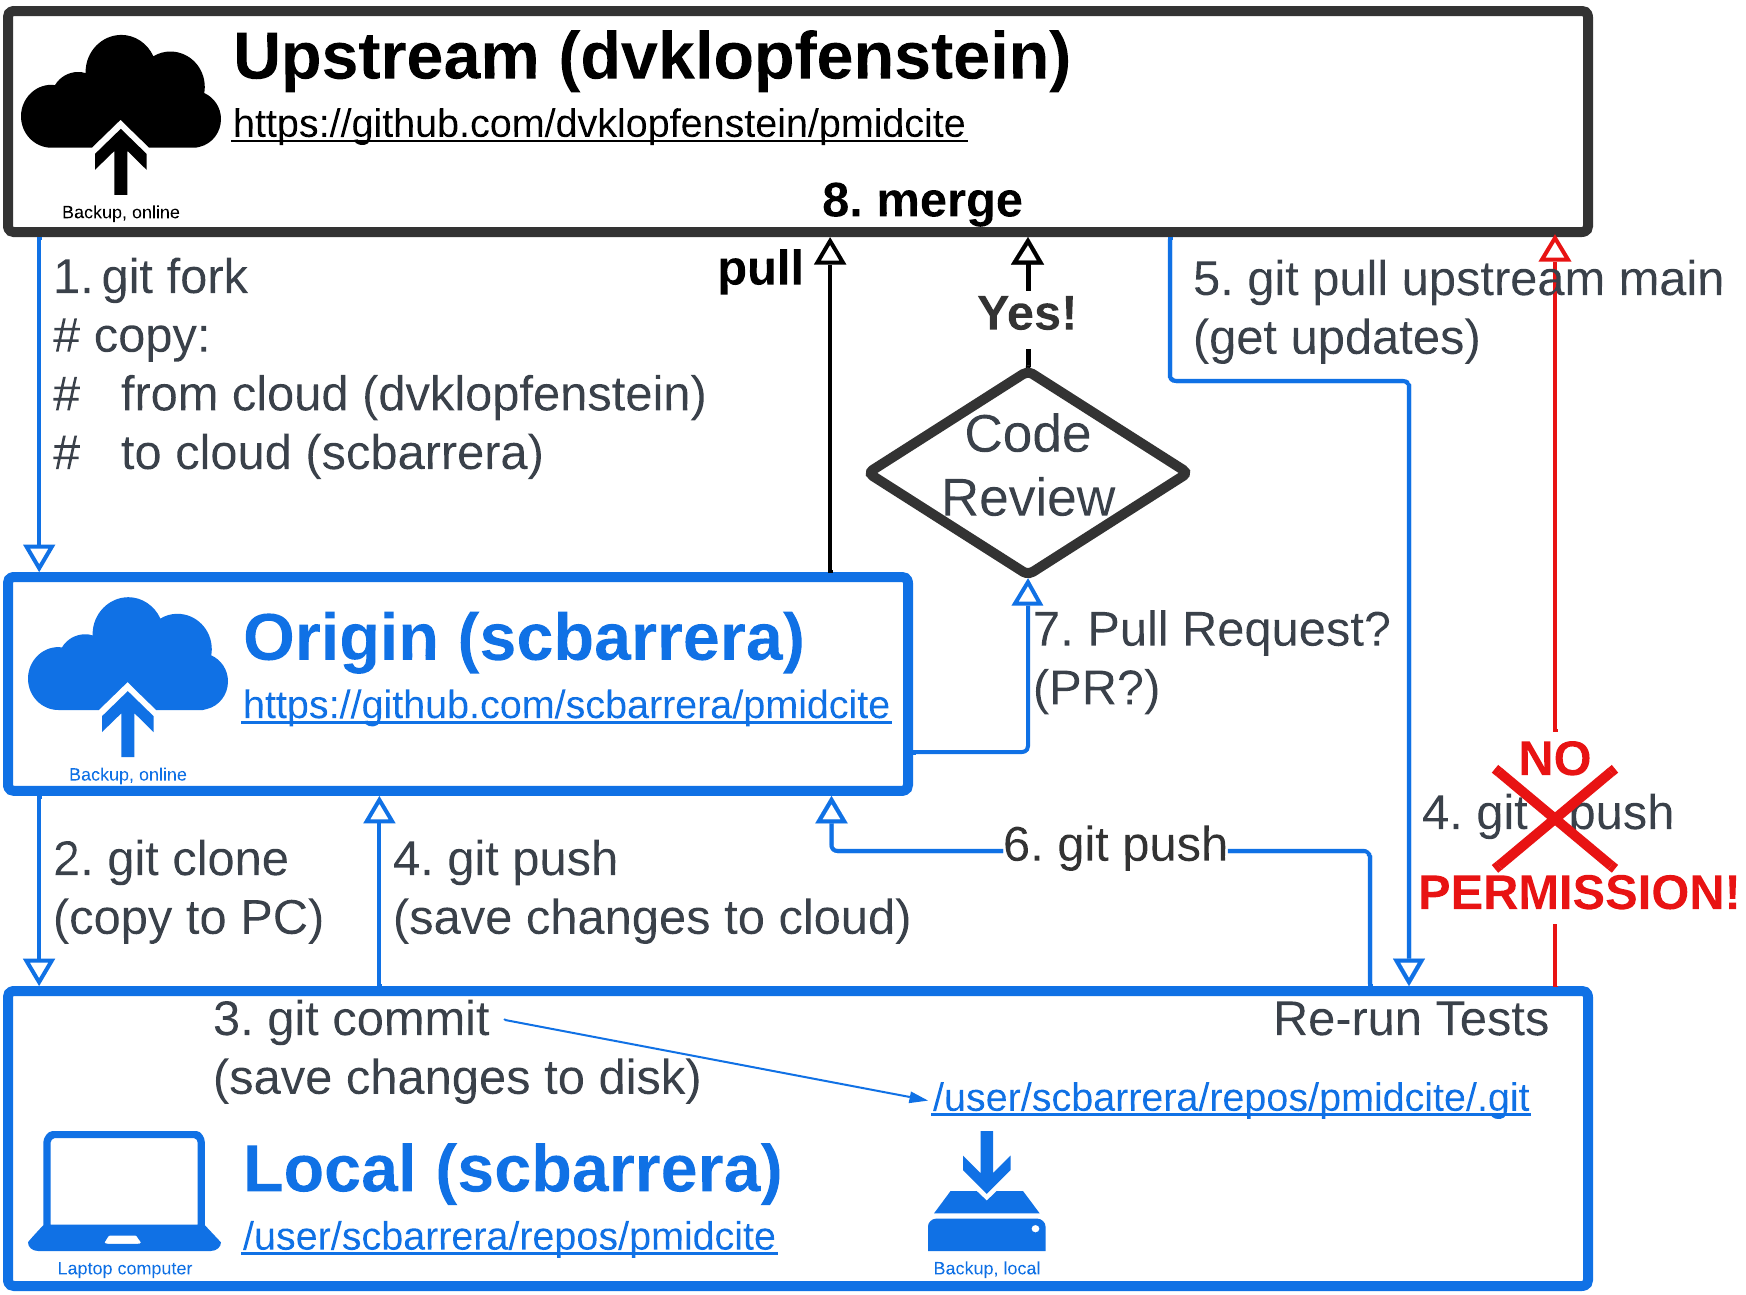 Upstream (dvklopfenstein)
https://github.com/dvklopfenstein/pmidcite
Backup, online
8. merge
pull
Yes!
1. git fork
# copy:
# from cloud (dvklopfenstein)
# to cloud (scbarrera)
5. git pull upstream main
(get updates)
Code
Review
Origin (scbarrera)
https://github.com/scbarrera/pmidcite
Backup, online
7. Pull Request?
(PR?)
NO
4. git push
PERMISSION!
2. git clone
(copy to PC)
4. git push
(save changes to cloud)
6. git push
3. git commit
(save changes to disk)
Re-run Tests
/user/scbarrera/repos/pmidcite/.git
Local (scbarrera)
/user/scbarrera/repos/pmidcite
Laptop computer
Backup, local